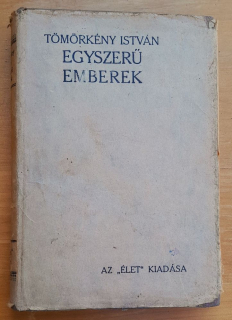 TÖMÖRKÉNY ISTVÁN
EGYSZERŰ
EMBEREK
AZ „ÉLET" KIADÁSA